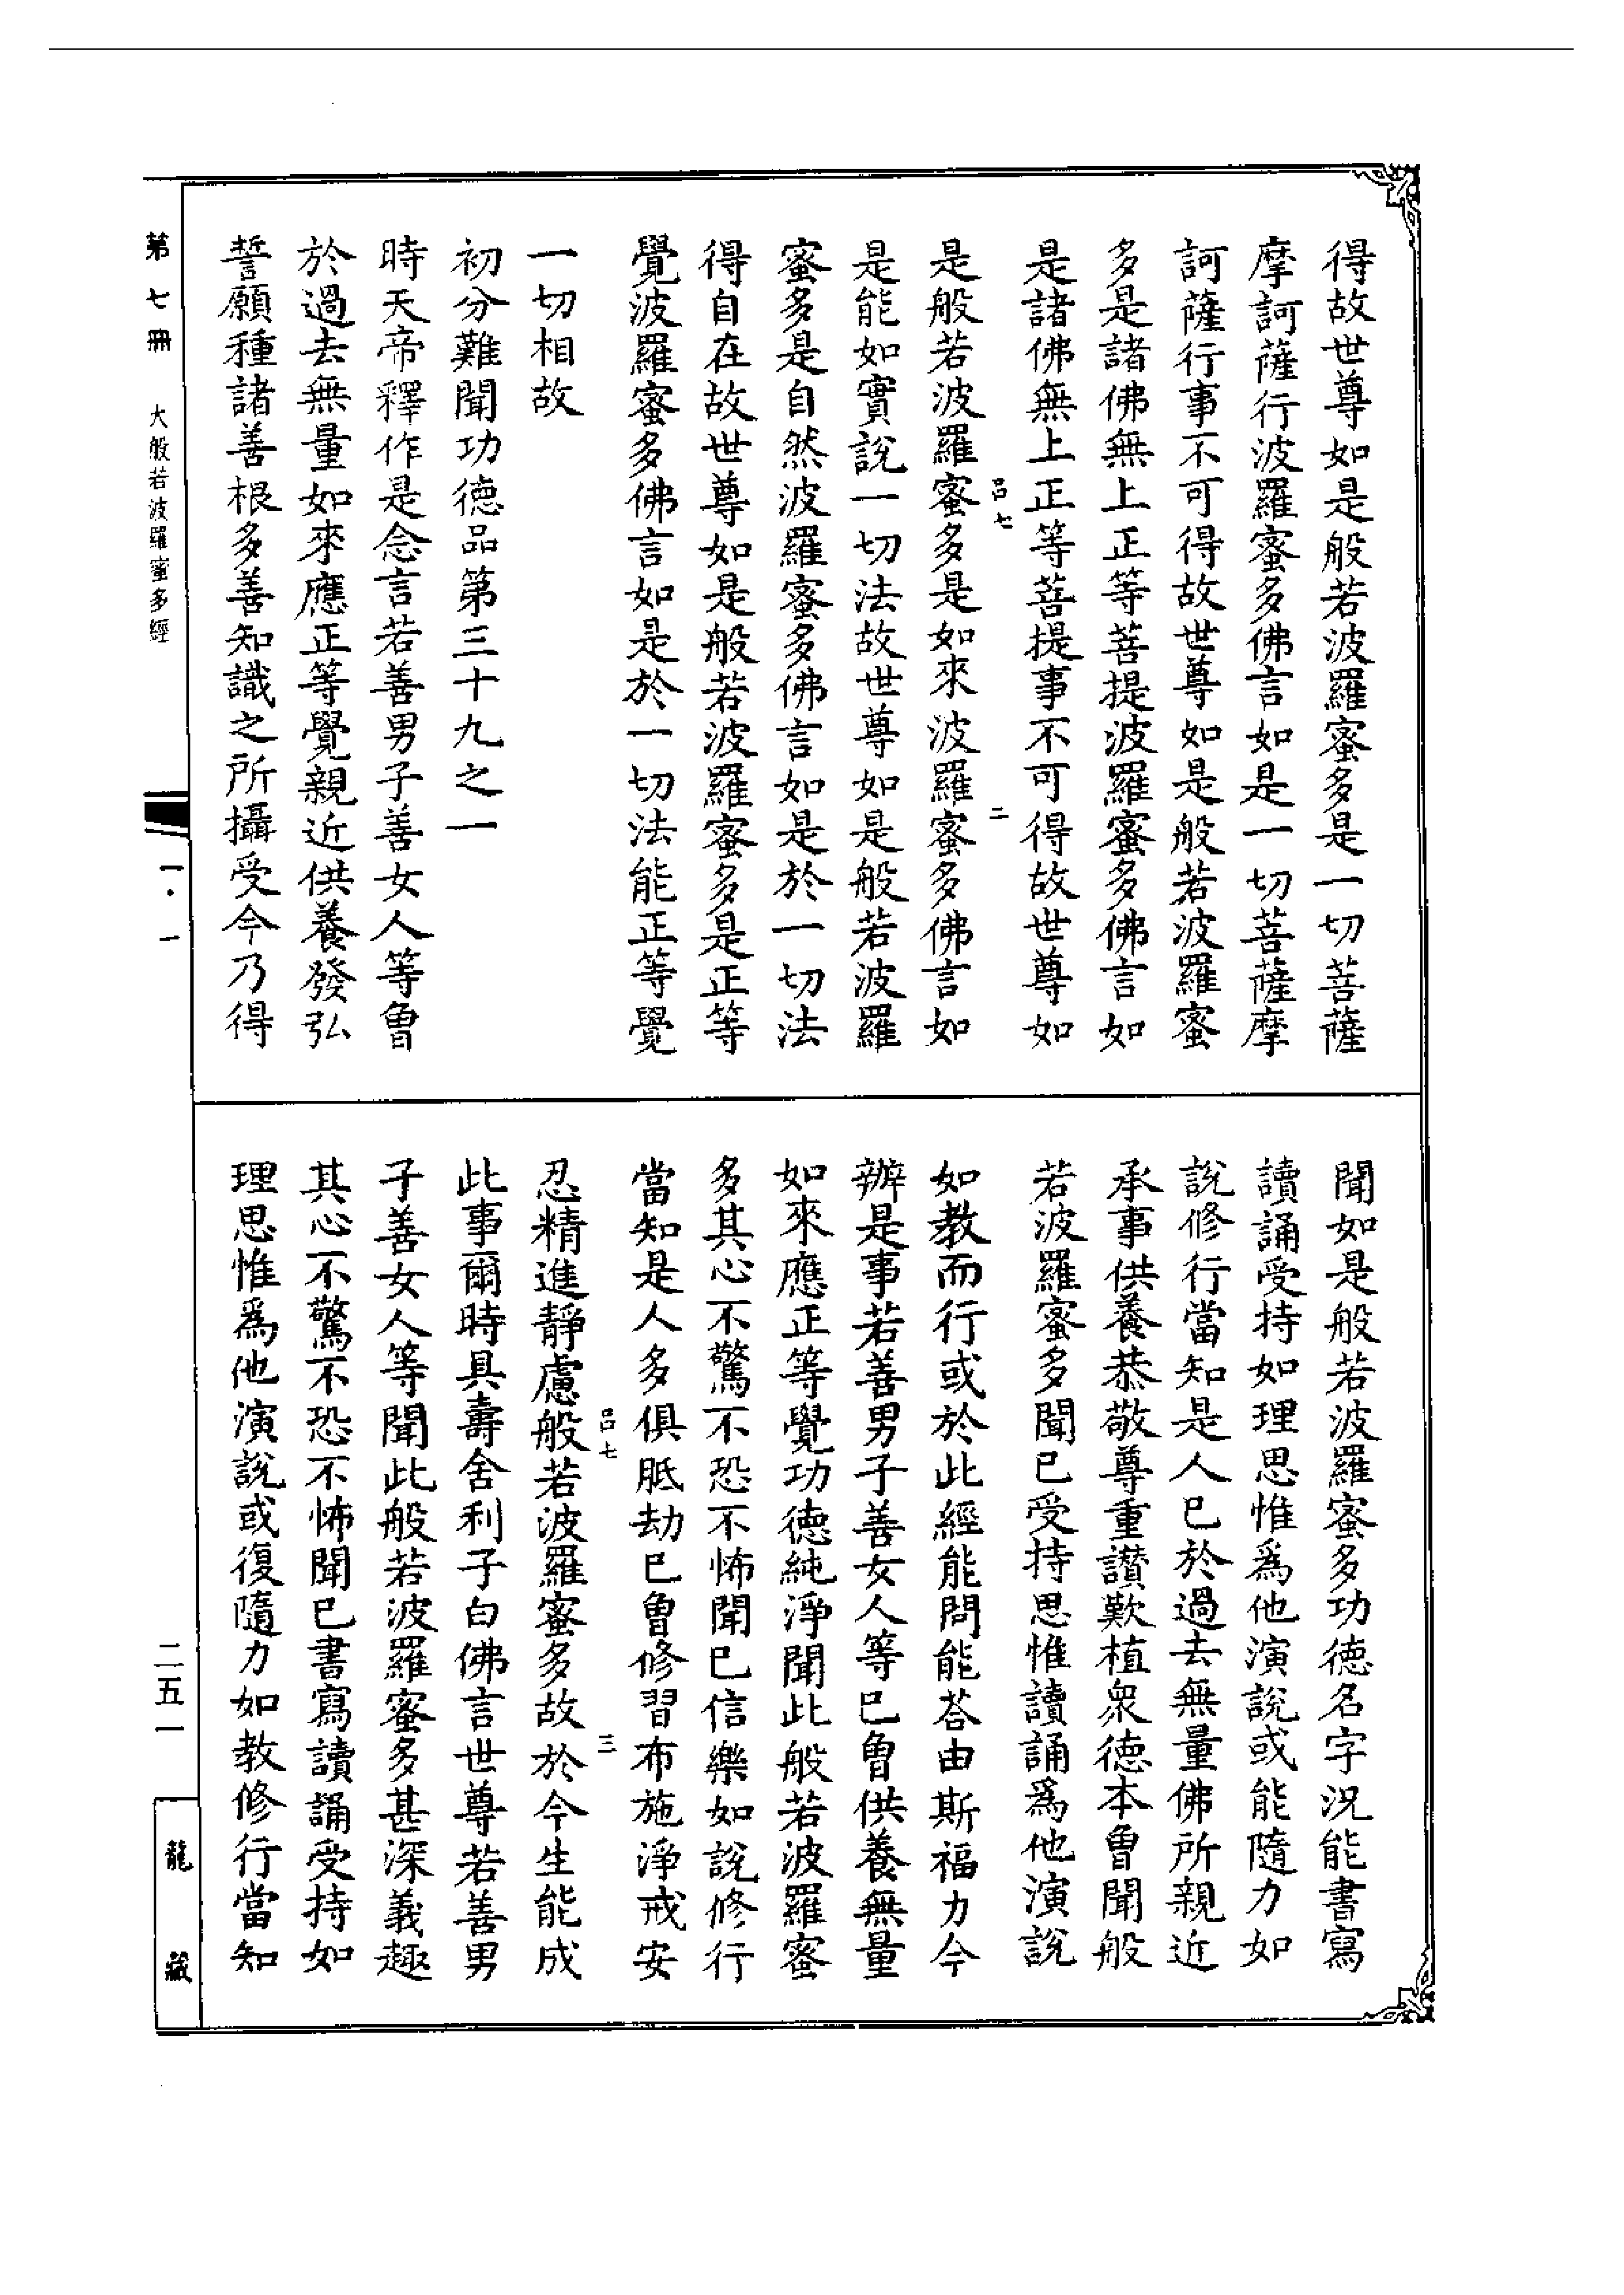 得故世尊如是般若波羅蜜多是一切菩薩
摩訶薩行波羅蜜多佛言如是一切菩薩摩
訶薩行事不可得故世尊如是般若波羅蜜
多是諸佛無上正等菩提波羅蜜多佛言如
是諸佛無上正等菩提事不可得故世尊如
呂七 二
是般若波羅蜜多是如來波羅蜜多佛言如
是能如實說一切法故世尊如是般若波羅
蜜多是自然波羅蜜多佛言如是於一切法
得自在故世尊如是般若波羅蜜多是正等
覺波羅蜜多佛言如是於一切法能正等覺
一切相故
初分難聞功德品第三十九之一
時天帝釋作是念言若善男子善女人等曾
於過去無量如來應正等覺親近供養發弘
誓願種諸善根多善知識之所攝受今乃得
聞如是般若波羅蜜多功德名字況能書寫
讀誦受持如理思惟爲他演說或能隨力如
說修行當知是人已於過去無量佛所親近
承事供養恭敬尊重讃歎植衆德本曾聞般
若波羅蜜多聞已受持思惟讀誦爲他演說
如教而行或於此經能問能荅由斯福力今
辦是事若善男子善女人等已曾供養無量
如來應正等覺功德純淨聞此般若波羅蜜
多其心不驚不恐不怖聞已信樂如說修行
當知是人多俱胝劫已曾修習布施淨戒安
呂七 三
忍精進靜慮般若波羅蜜多故於今生能成
此事爾時具壽舍利子白佛言世尊若善男
子善女人等聞此般若波羅蜜多甚深義趣
其心不驚不恐不怖聞已書寫讀誦受持如
理思惟爲他演說或復隨力如教修行當知
第七冊 大般若波羅蜜多經
一·一
二五一
龍藏